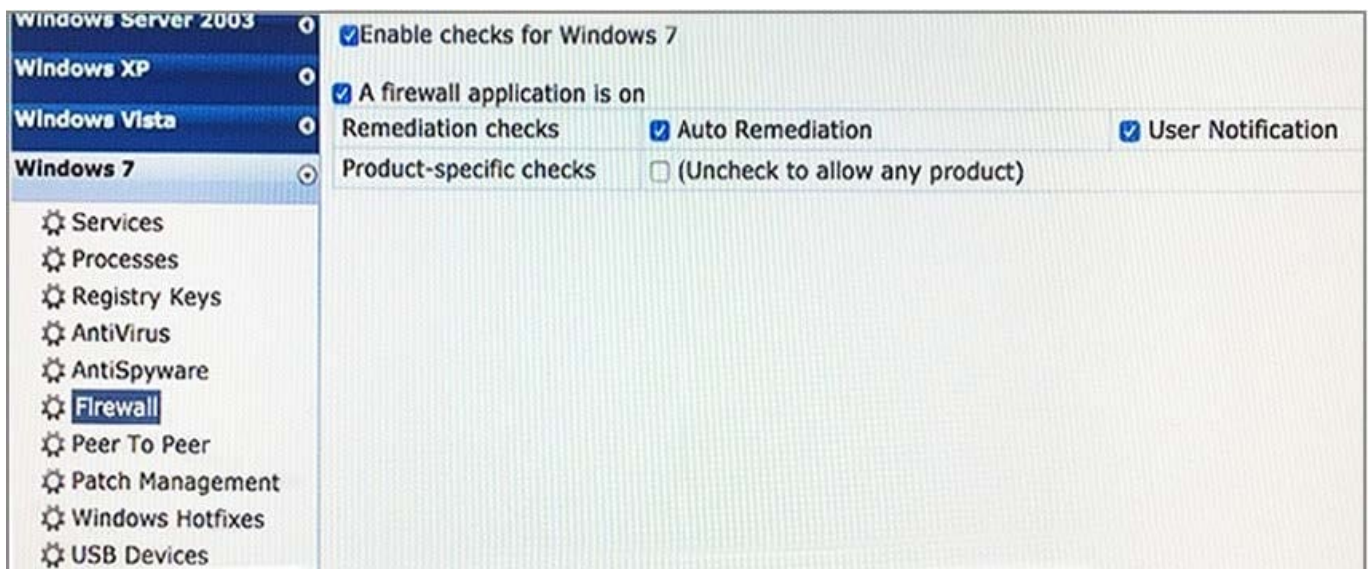 Windows Server 2003
Windows XP
Windows Vista
Windows 7
Services
Processes
Registry Keys
AntiVirus
AntiSpyware
Firewall
Peer To Peer
Patch Management
Windows Hotfixes
USB Devices
Enable checks for Windows 7
A firewall application is on
Remediation checks Auto Remediation User Notification
Product-specific checks (Uncheck to allow any product)